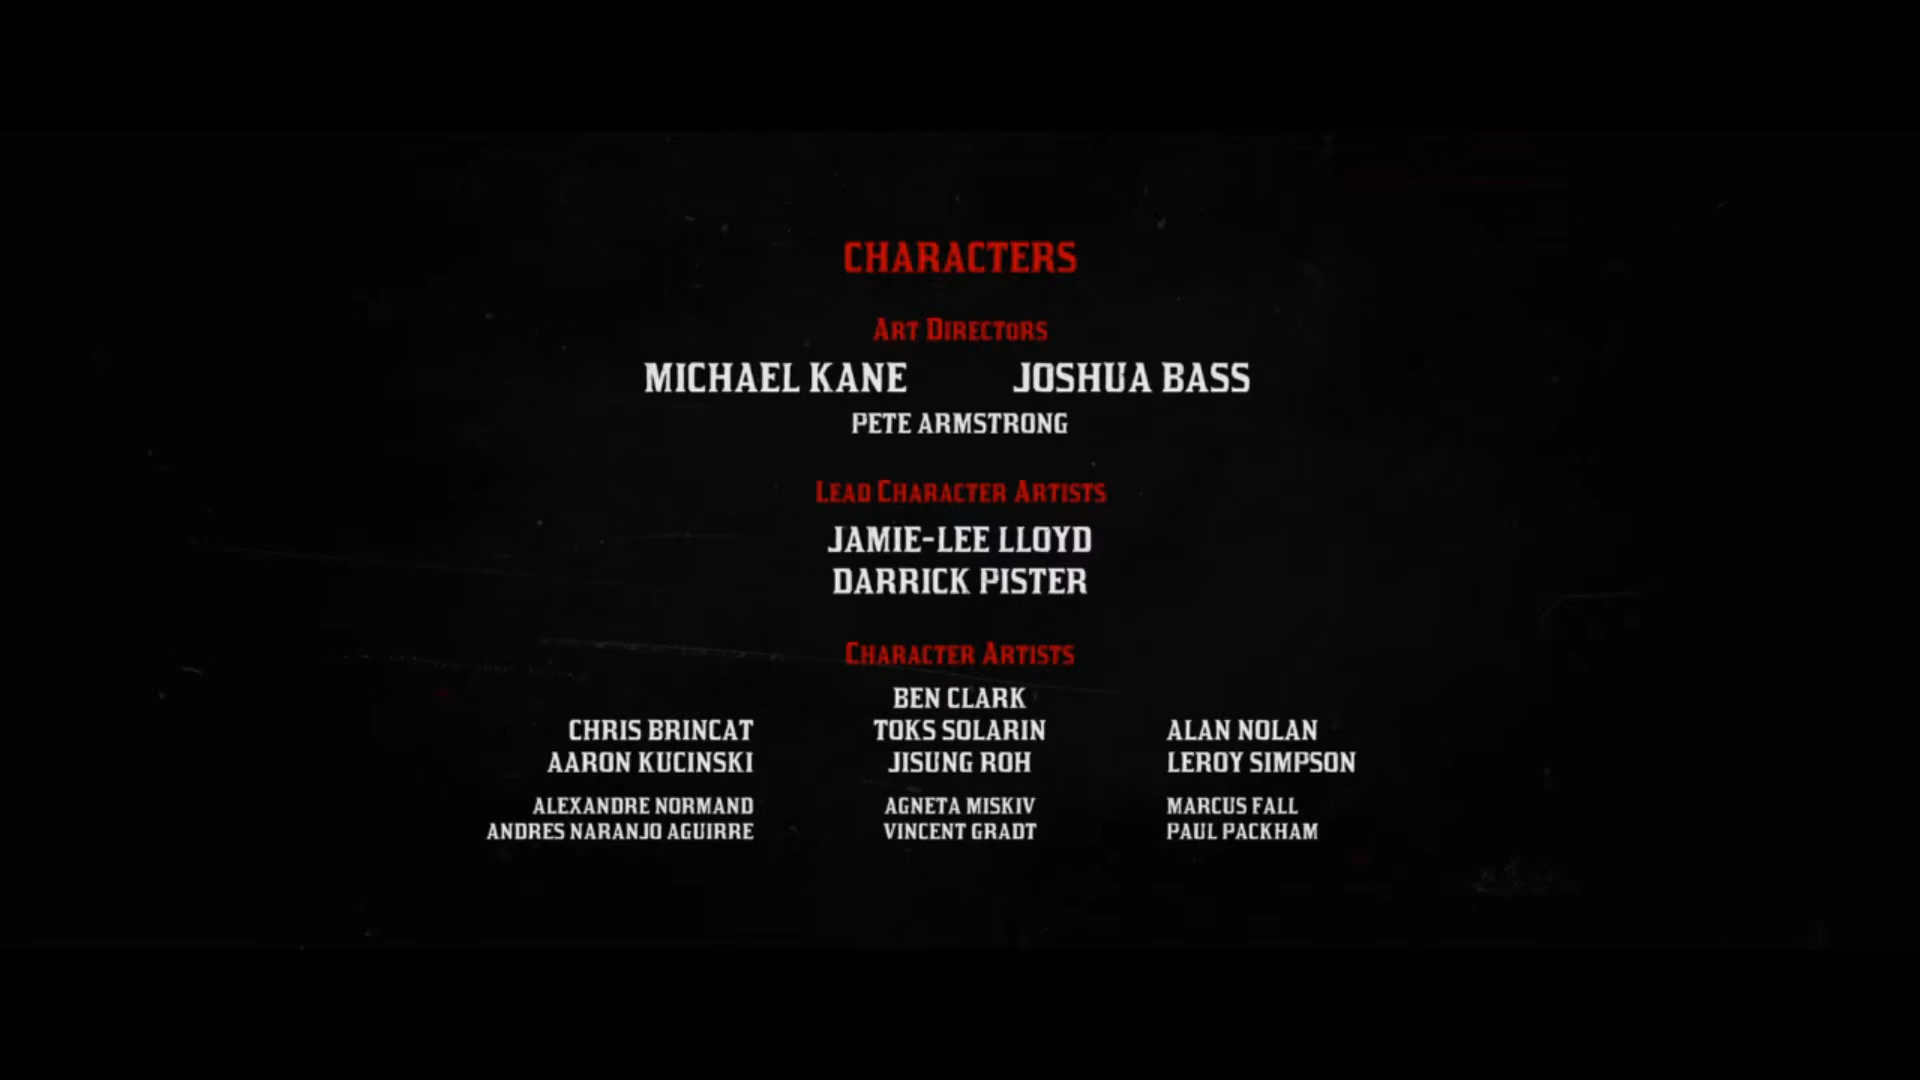 CHARACTERS
ART DIRECTORS
MICHAEL KANE JOSHUA BASS
PETE ARMSTRONG
LEAD CHARACTER ARTISTS
JAMIE-LEE LLOYD
DARRICK PISTER
CHARACTER ARTISTS
BEN CLARK
CHRIS BRINCAT TOKS SOLARIN ALAN NOLAN
AARON KUCINSKI JISUNG ROH LEROY SIMPSON
ALEXANDRE NORMAND AGNETA MISKIV MARCUS FALL
ANDRES NARANJO AGUIRRE VINCENT GRADT PAUL PACKHAM